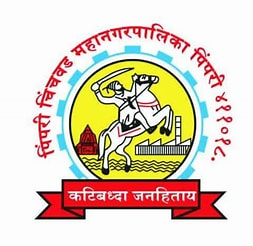 पिंपरी चिंचवड महानगरपालिका पिंपरी ४११०१८.
कटिबध्दा जनहिताय